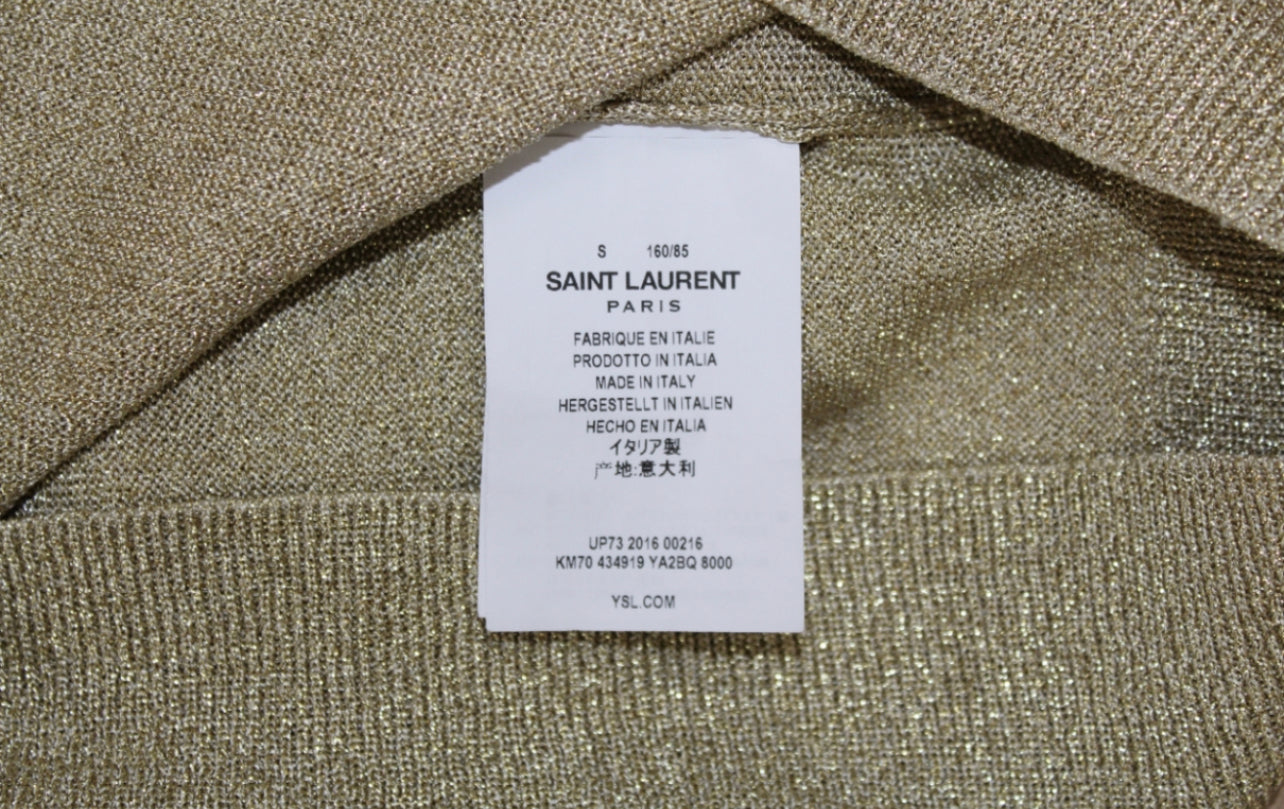 S 160/85
SAINT LAURENT
PARIS
FABRIQUE EN ITALIE
PRODOTTO IN ITALIA
MADE IN ITALY
HERGESTELLT IN ITALIEN
HECHO EN ITALIA
イタリア製
产地:意大利
UP73 2016 00216
KM70 434919 YA2BQ 8000
YSL.COM